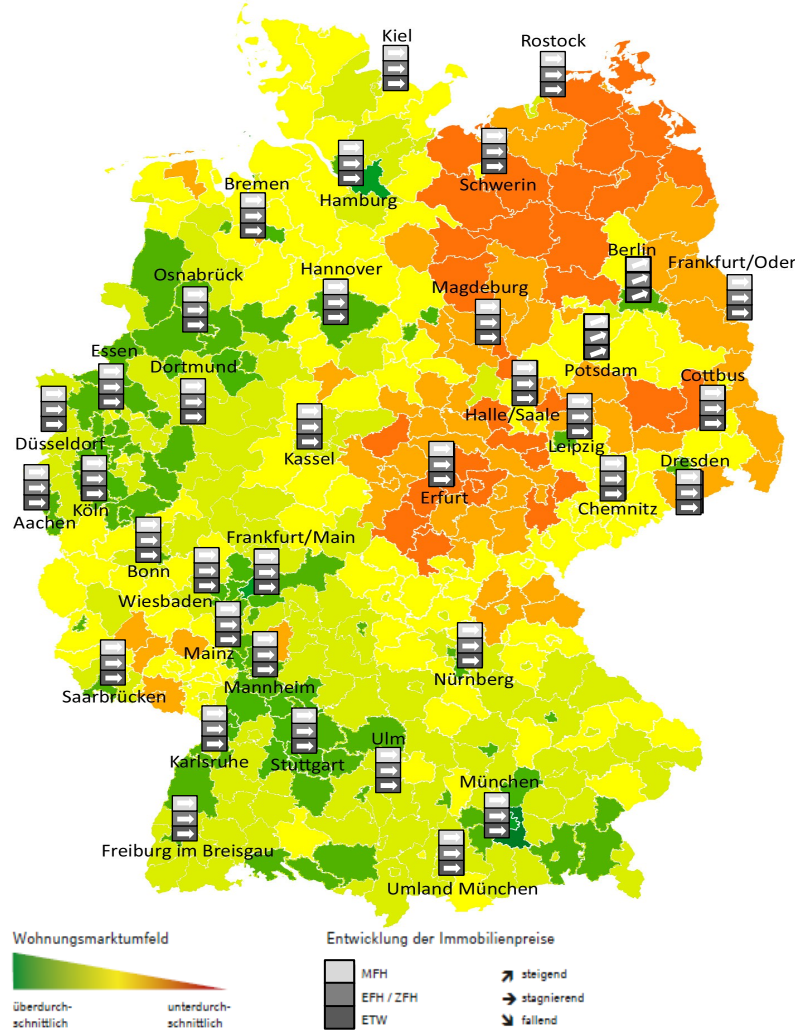 Kiel
Rostock
Schwerin
Hamburg
Bremen
Berlin
Frankfurt/Oder
Osnabrück
Hannover
Magdeburg
Essen
Dortmund
Potsdam
Cottbus
Halle/Saale
Düsseldorf
Leipzig
Kassel
Dresden
Aachen
Köln
Erfurt
Chemnitz
Frankfurt/Main
Bonn
Wiesbaden
Mainz
Nürnberg
Saarbrücken
Mannheim
Ulm
Karlsruhe
Stuttgart
München
Freiburg im Breisgau
Umland München
Wohnungsmarktumfeld
überdurch-
schnittlich
unterdurch-
schnittlich
Entwicklung der Immobilienpreise
MFH
EFH / ZFH
ETW
steigend
stagnierend
fallend